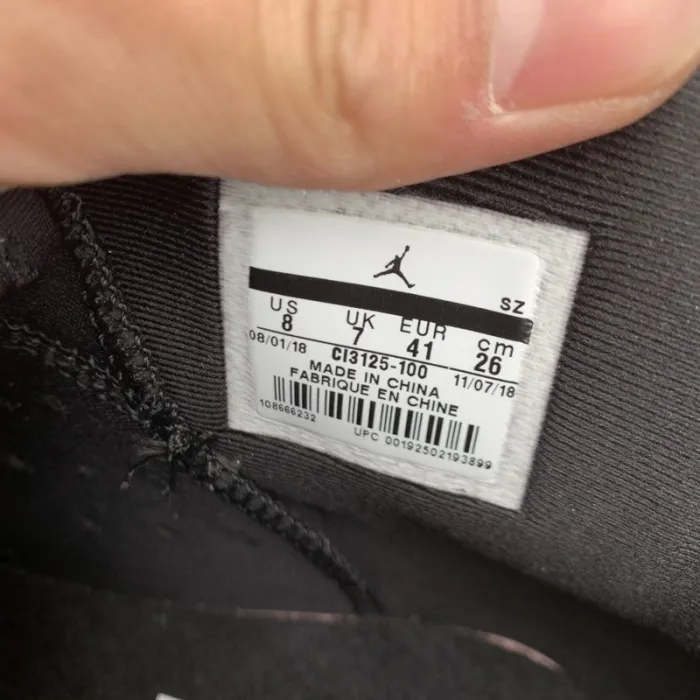 SZ
US UK EUR cm
8 7 41 26
08/01/18 CI3125-100 11/07/18
MADE IN CHINA
FABRIQUE EN CHINE
108666232 UPC 00192502193899